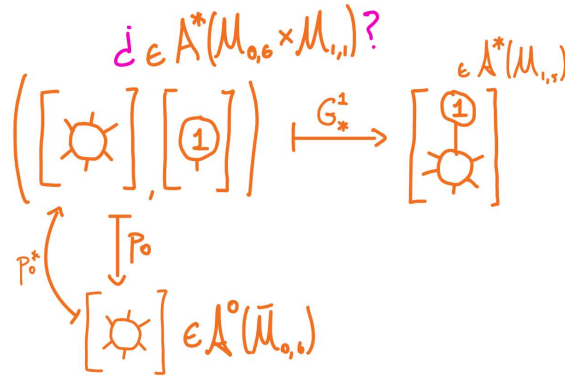 ¿ ∈ A*(M₀,₆ × M₁,₁)?
∈ A*(M₁,₅)
([ ], [1]) G¹* [1]
P₀* P₀
[ ] ∈ A⁰(M̄₀,₆)